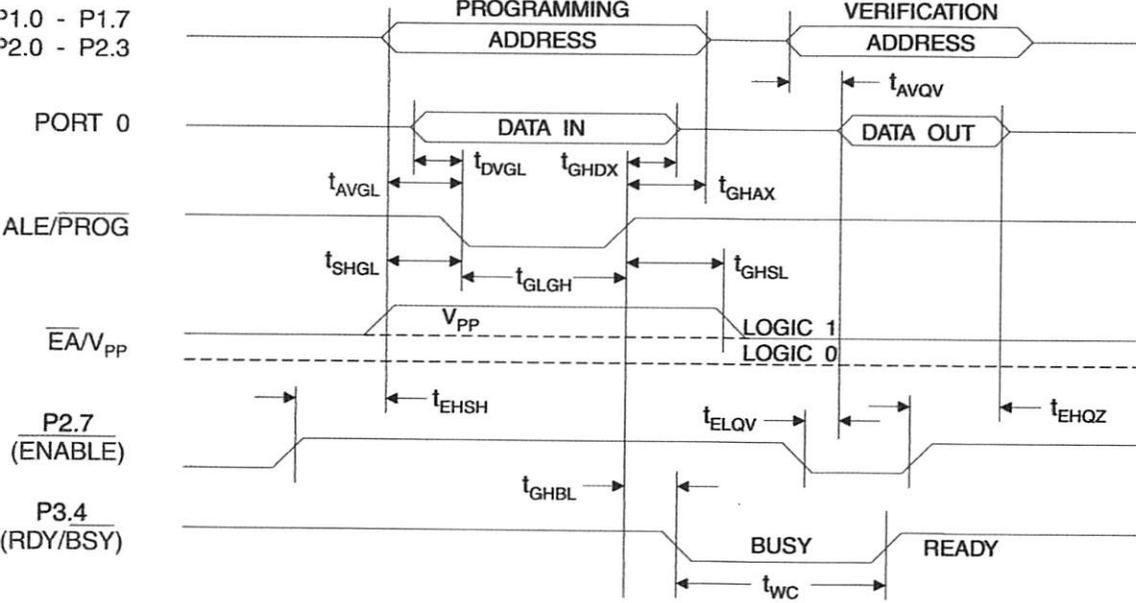 PROGRAMMING
VERIFICATION
P1.0 - P1.7
P2.0 - P2.3
ADDRESS
ADDRESS
tAVQV
PORT 0
DATA IN
DATA OUT
tDVGL
tGHDX
tAVGL
tGHAX
ALE/PROG
tSHGL
tGLGH
tGHSL
EA/VPP
VPP
LOGIC 1
LOGIC 0
tEHSH
tELQV
tEHQZ
P2.7
(ENABLE)
tGHBL
P3.4
(RDY/BSY)
BUSY
READY
tWC